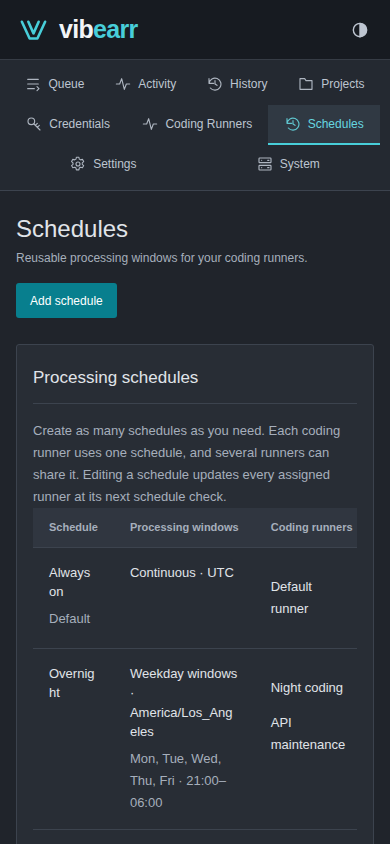 vibearr
Queue Activity History Projects
Credentials Coding Runners Schedules
Settings System
Schedules
Reusable processing windows for your coding runners.
Add schedule
Processing schedules
Create as many schedules as you need. Each coding
runner uses one schedule, and several runners can
share it. Editing a schedule updates every assigned
runner at its next schedule check.
Schedule Processing windows Coding runners
Always
on
Default
Continuous · UTC
Default
runner
Overnig
ht
Weekday windows
·
America/Los_Ang
eles
Mon, Tue, Wed,
Thu, Fri · 21:00–
06:00
Night coding
API
maintenance